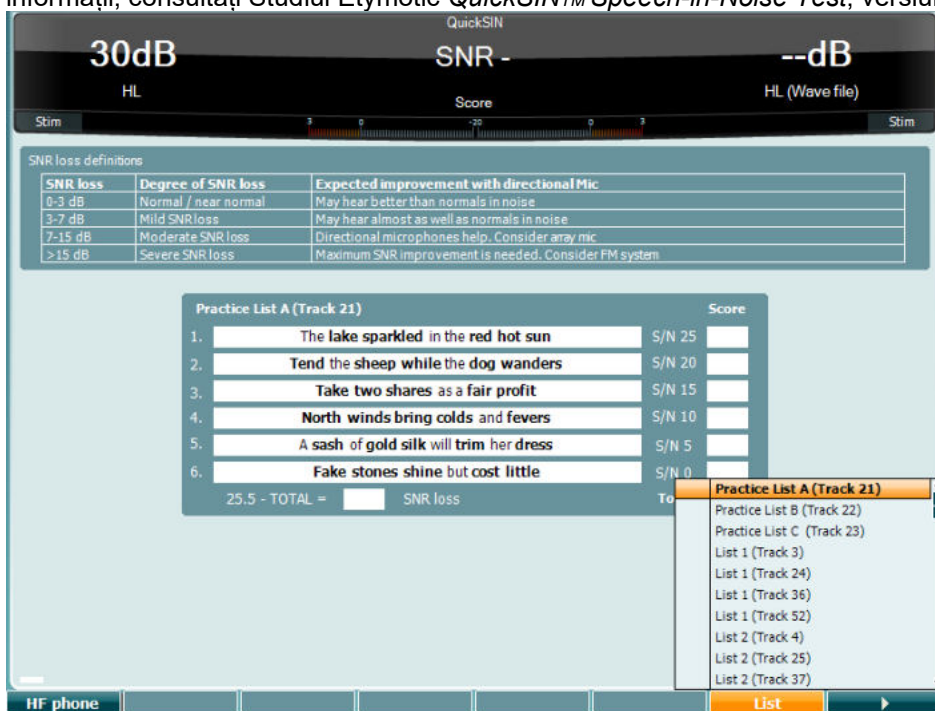 informații, consultați Studiul Etymotic QuickSIN™ Speech-in-Noise Test,
QuickSIN
30dB SNR - --dB
HL Score HL (Wave file)
Stim 3 0 -20 0 3 Stim
SNR loss definitions
SNR loss Degree of SNR loss Expected improvement with directional Mic
0-3 dB Normal / near normal May hear better than normals in noise
3-7 dB Mild SNR loss May hear almost as well as normals in noise
7-15 dB Moderate SNR loss Directional microphones help. Consider array mic
>15 dB Severe SNR loss Maximum SNR improvement is needed. Consider FM system
Practice List A (Track 21) Score
1. The lake sparkled in the red hot sun S/N 25
2. Tend the sheep while the dog wanders S/N 20
3. Take two shares as a fair profit S/N 15
4. North winds bring colds and fevers S/N 10
5. A sash of gold silk will trim her dress S/N 5
6. Fake stones shine but cost little S/N 0
25.5 - TOTAL = SNR loss To
Practice List A (Track 21)
Practice List B (Track 22)
Practice List C (Track 23)
List 1 (Track 3)
List 1 (Track 24)
List 1 (Track 36)
List 1 (Track 52)
List 2 (Track 4)
List 2 (Track 25)
List 2 (Track 37)
HF phone List